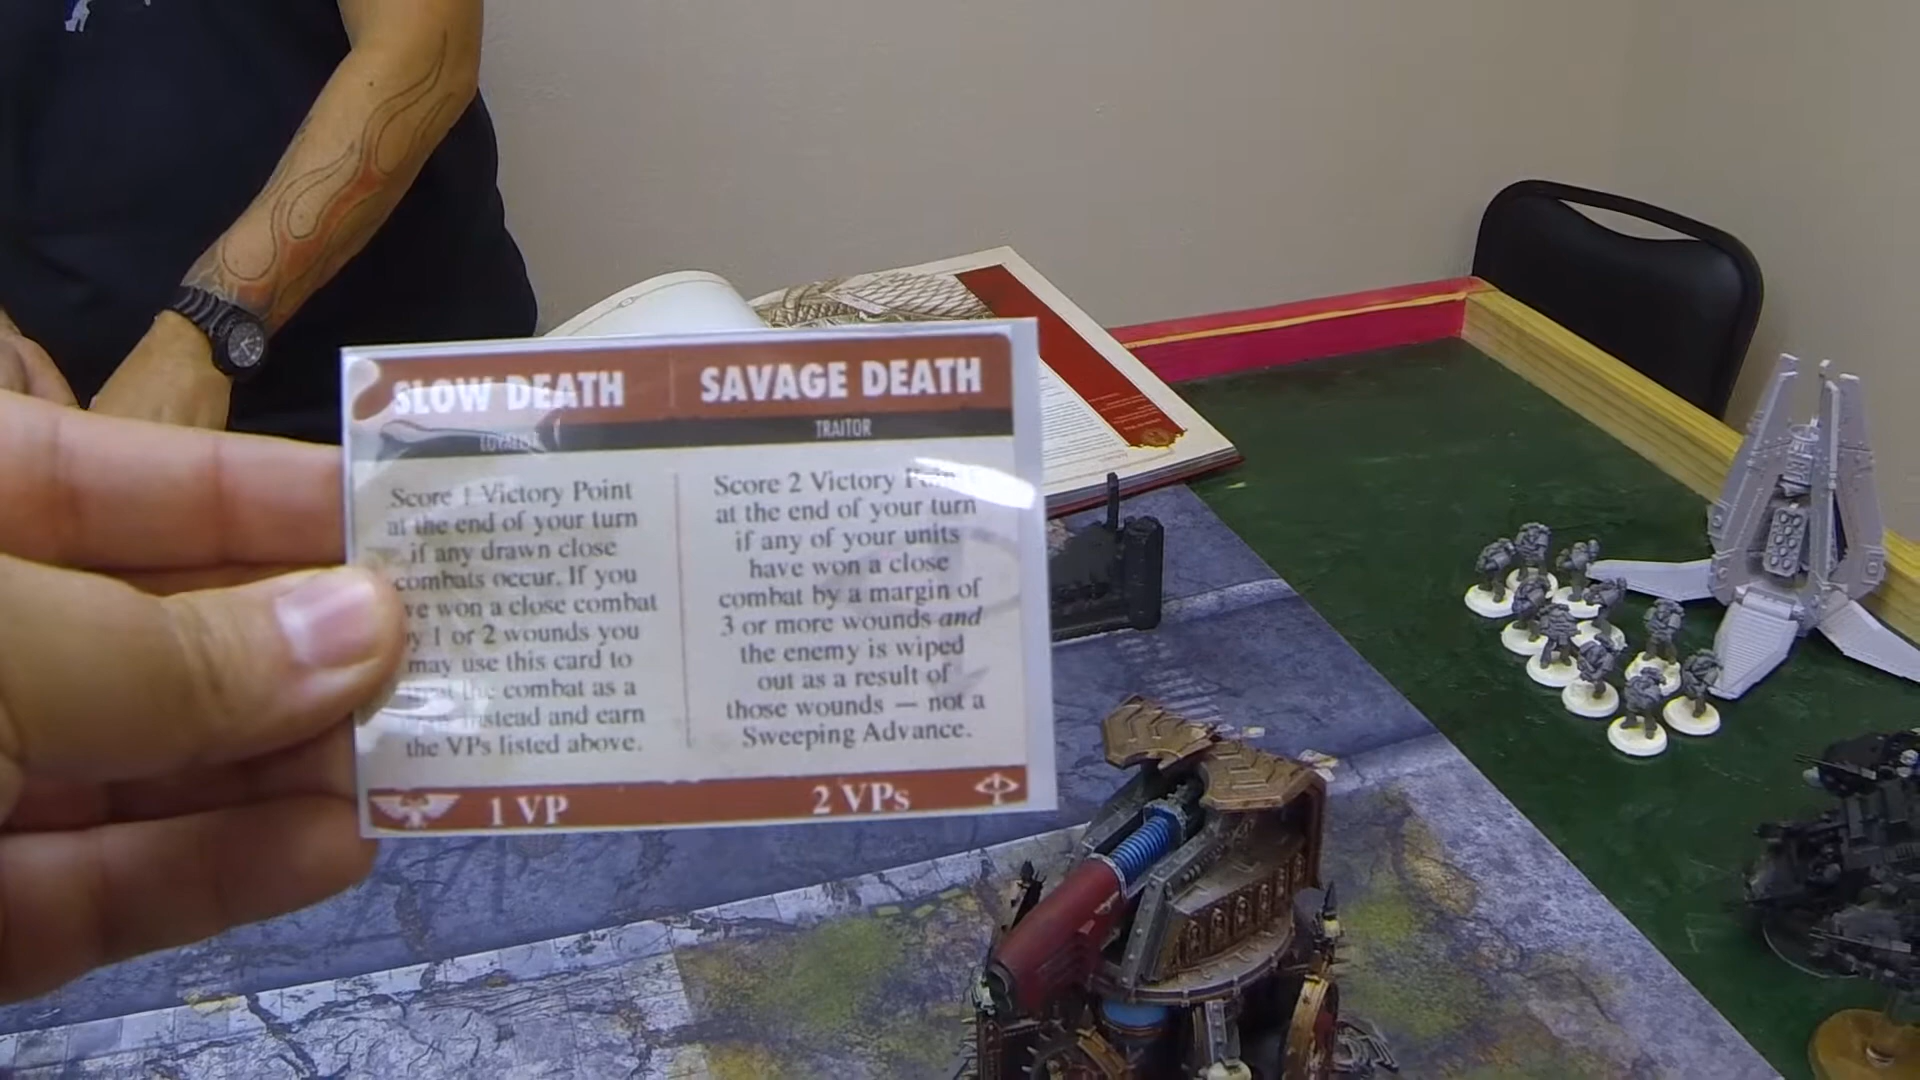 SLOW DEATH
Score 1 Victory Point
at the end of your turn
if any drawn close
combats occur. If you
ve won a close combat
y 1 or 2 wounds you
may use this card to
the combat as a
instead and earn
the VPs listed above.
1 VP
SAVAGE DEATH
TRAITOR
Score 2 Victory
at the end of your turn
if any of your units
have won a close
combat by a margin of
3 or more wounds and
the enemy is wiped
out as a result of
those wounds — not a
Sweeping Advance.
2 VPs